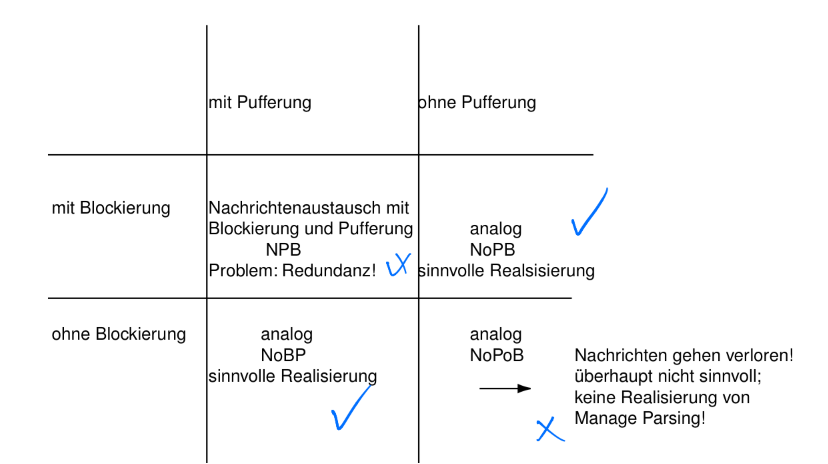 mit Pufferung
ohne Pufferung
mit Blockierung
Nachrichtenaustausch mit
Blockierung und Pufferung
NPB
Problem: Redundanz!
analog
NoPB
sinnvolle Realsisierung
ohne Blockierung
analog
NoBP
sinnvolle Realisierung
analog
NoPoB
Nachrichten gehen verloren!
überhaupt nicht sinnvoll;
keine Realisierung von
Manage Parsing!